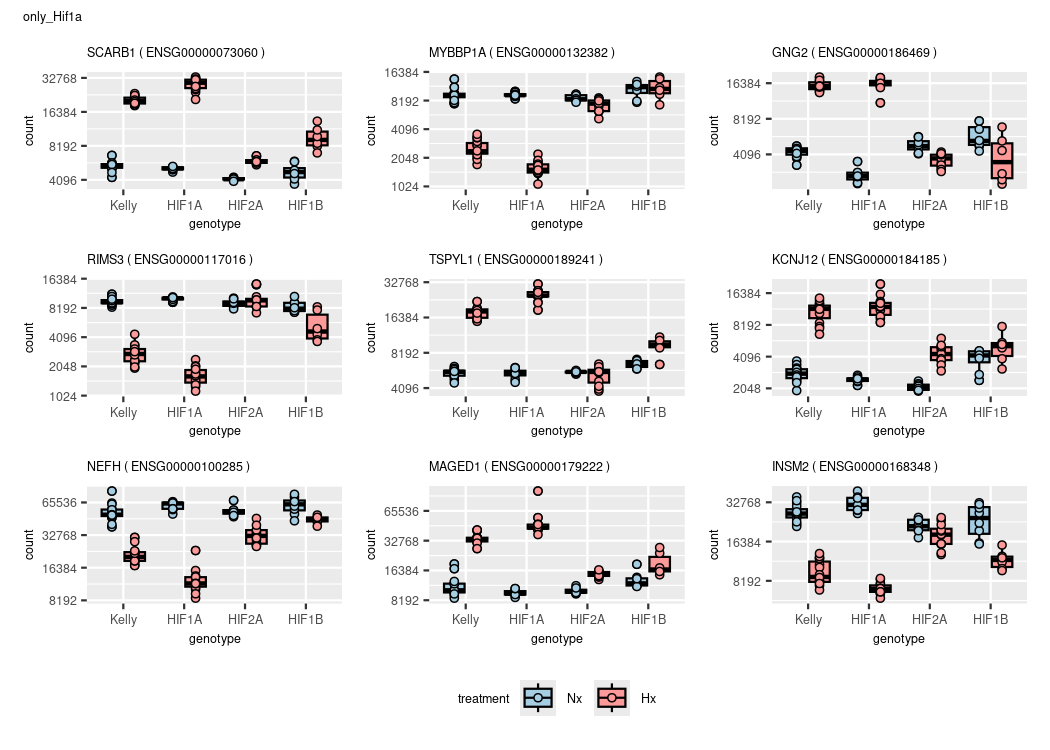 only_Hif1a
SCARB1 ( ENSG00000073060 )
count
32768
16384
8192
4096
Kelly HIF1A HIF2A HIF1B
genotype
MYBBP1A ( ENSG00000132382 )
count
16384
8192
4096
2048
1024
Kelly HIF1A HIF2A HIF1B
genotype
GNG2 ( ENSG00000186469 )
count
16384
8192
4096
Kelly HIF1A HIF2A HIF1B
genotype
RIMS3 ( ENSG00000117016 )
count
16384
8192
4096
2048
1024
Kelly HIF1A HIF2A HIF1B
genotype
TSPYL1 ( ENSG00000189241 )
count
32768
16384
8192
4096
Kelly HIF1A HIF2A HIF1B
genotype
KCNJ12 ( ENSG00000184185 )
count
16384
8192
4096
2048
Kelly HIF1A HIF2A HIF1B
genotype
NEFH ( ENSG00000100285 )
count
65536
32768
16384
8192
Kelly HIF1A HIF2A HIF1B
genotype
MAGED1 ( ENSG00000179222 )
count
65536
32768
16384
8192
Kelly HIF1A HIF2A HIF1B
genotype
INSM2 ( ENSG00000168348 )
count
32768
16384
8192
Kelly HIF1A HIF2A HIF1B
genotype
treatment Nx Hx